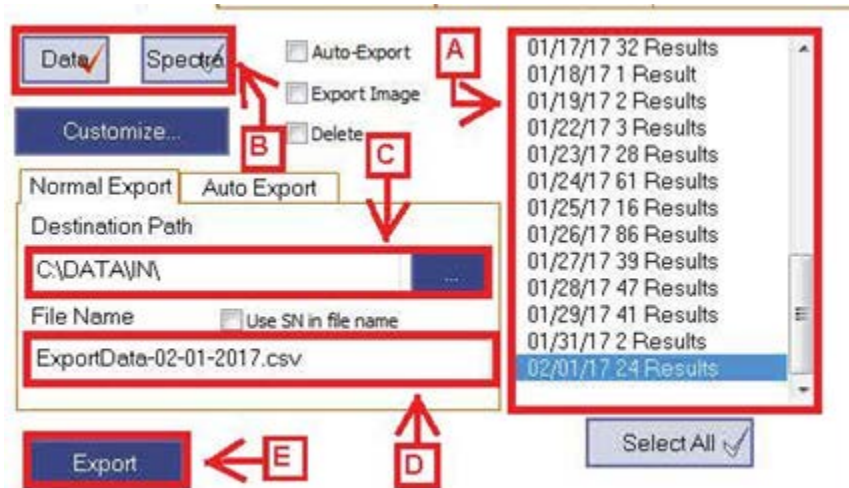 Data Spectra
Auto-Export
Export Image
Delete
Customize...
A
B
C
Normal Export Auto Export
Destination Path
C:\DATA\IN\
...
File Name Use SN in file name
ExportData-02-01-2017.csv
Export
E
D
01/17/17 32 Results
01/18/17 1 Result
01/19/17 2 Results
01/22/17 3 Results
01/23/17 28 Results
01/24/17 61 Results
01/25/17 16 Results
01/26/17 86 Results
01/27/17 39 Results
01/28/17 47 Results
01/29/17 41 Results
01/31/17 2 Results
02/01/17 24 Results
Select All